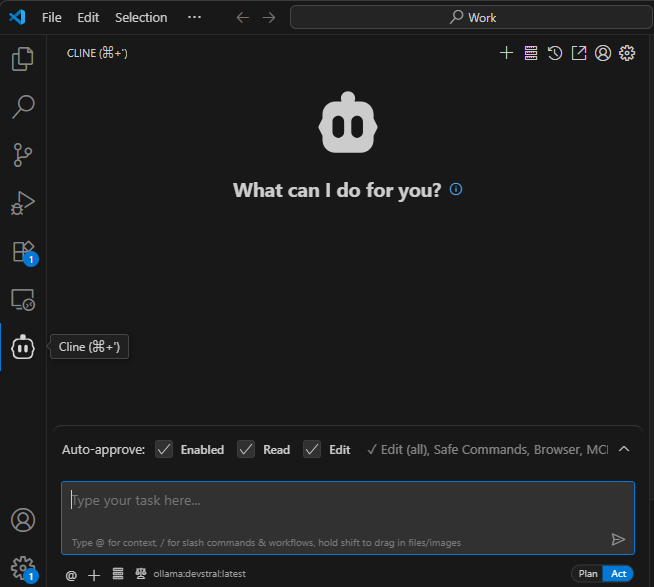 File Edit Selection ··· Work
CLINE (⌘+')
What can I do for you?
1
Cline (⌘+')
Auto-approve: Enabled Read Edit ✓ Edit (all), Safe Commands, Browser, MC
Type your task here...
Type @ for context, / for slash commands & workflows, hold shift to drag in files/images
1
@ ollama:devstral:latest Plan Act